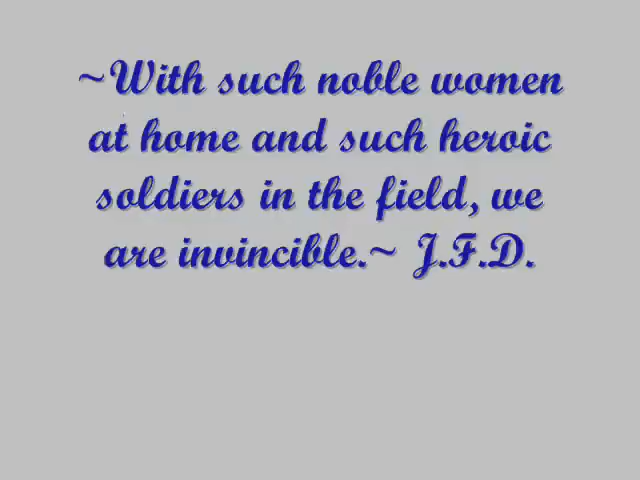 ~With such noble women
at home and such heroic
soldiers in the field, we
are invincible.~ J.F.D.